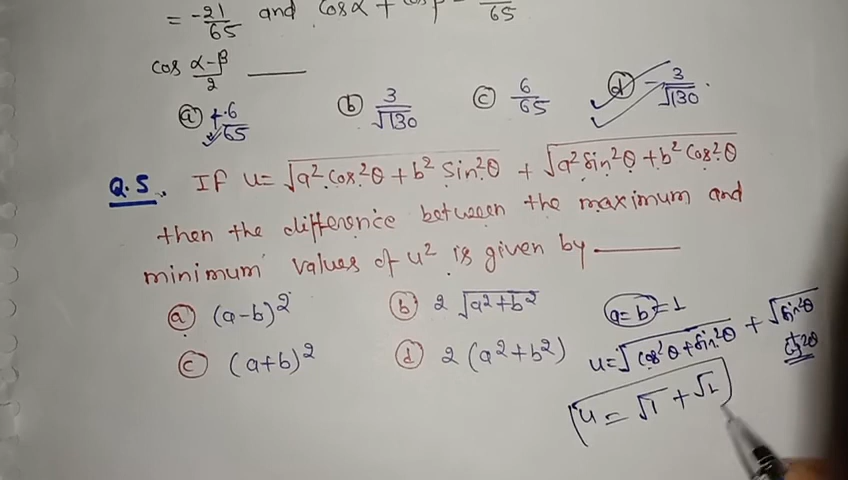 = -21/65 and Cosα + Cosβ 65
Cos α-β/2 ____
ⓐ + 6/65 ⓑ 3/√130 ⓒ 6/65 ⓓ - 3/√130 .
Q.5. If u = √a² Cos²θ + b² Sin²θ + √a² Sin²θ + b² Cos²θ
then the difference between the maximum and
minimum values of u² is given by ____
ⓐ (a-b)² ⓑ 2 √a²+b²
ⓒ (a+b)² ⓓ 2 (a²+b²)
a=b=1
u = √Cos²θ + Sin²θ + √Sin²θ
+ Cos²θ
u = √1 + √1